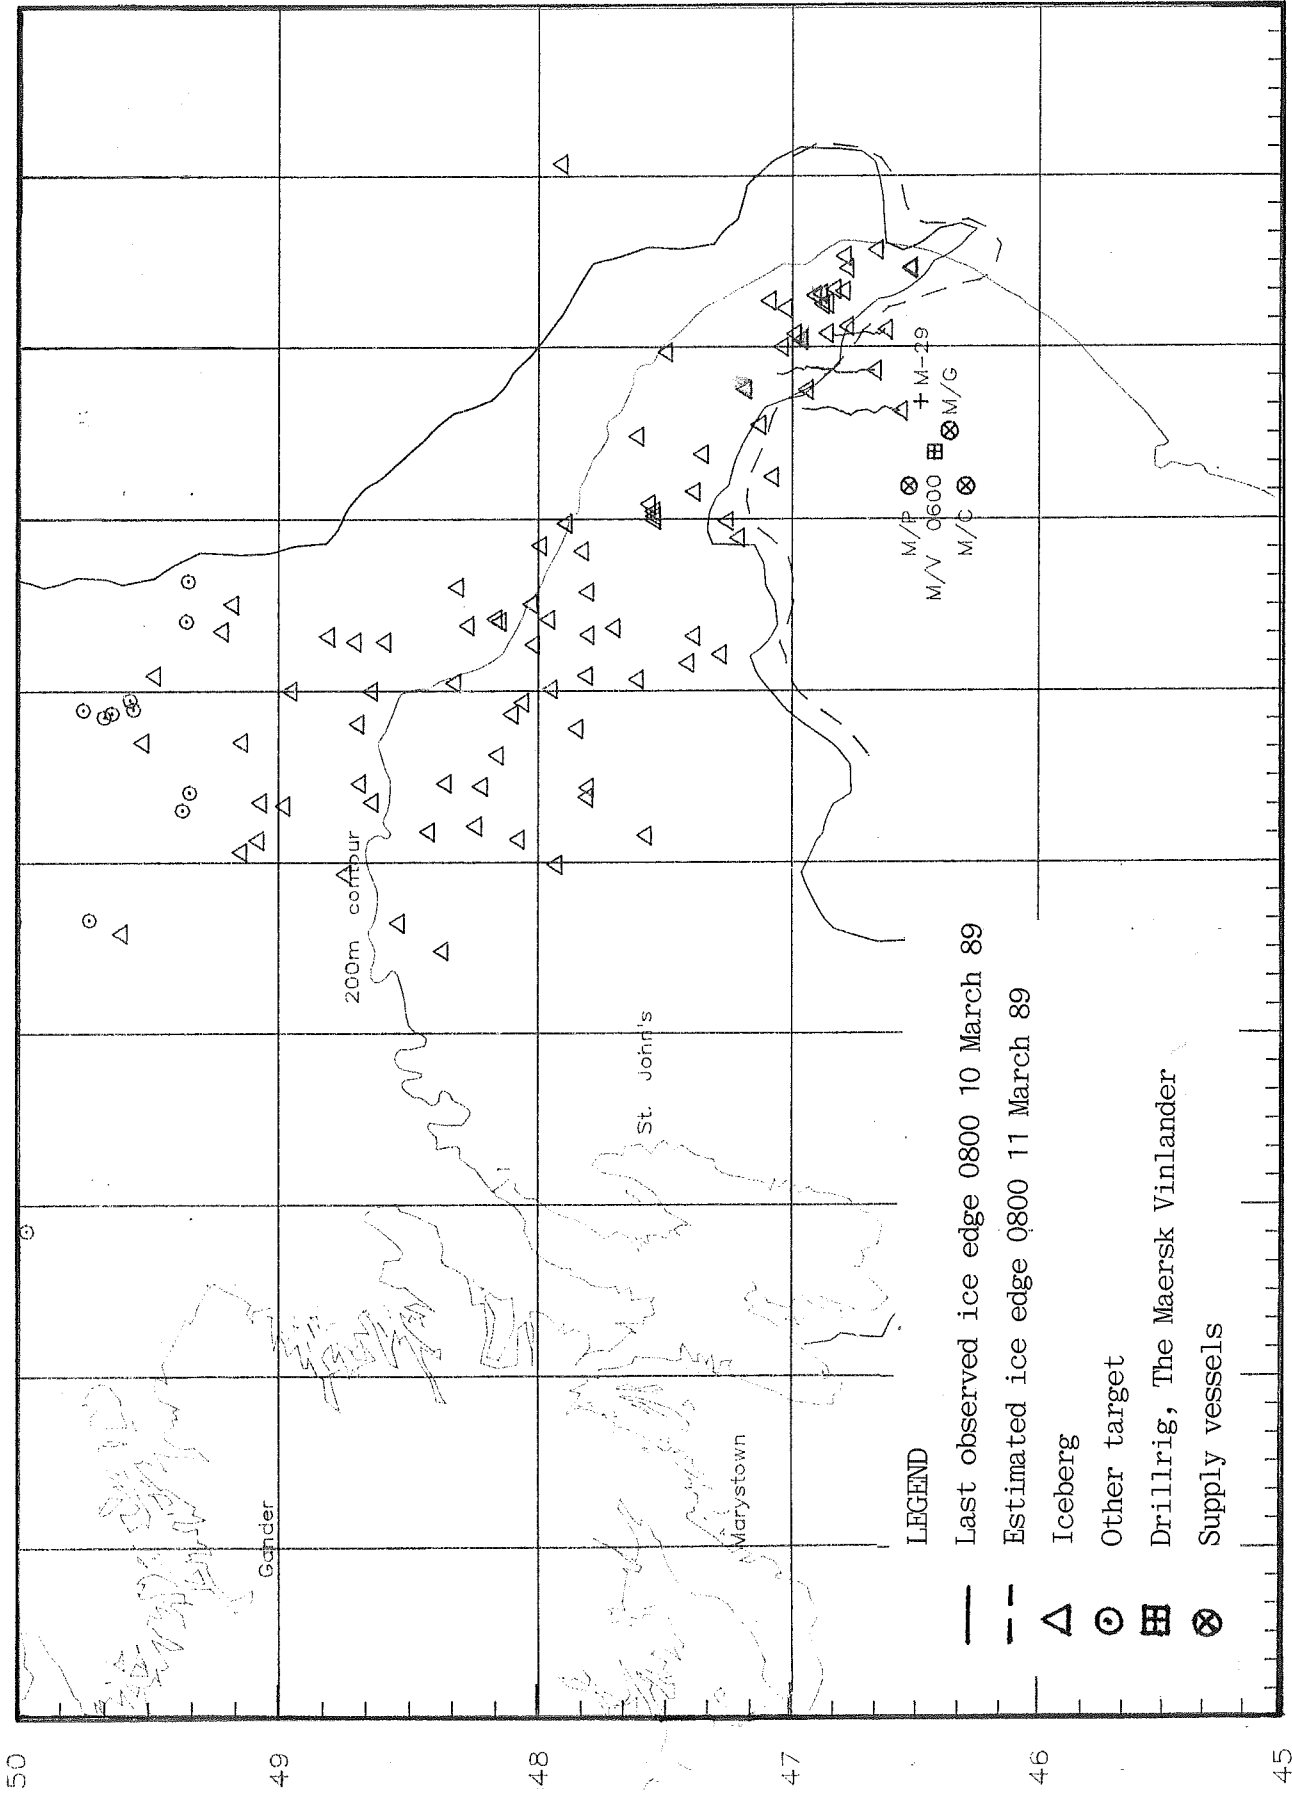 50
49
48
47
46
45
Gander
Marystown
St. John's
200m contour
M/P
M/V 0600
M/C
M/G
M-29
LEGEND
Last observed ice edge 0800 10 March 89
Estimated ice edge 0800 11 March 89
Iceberg
Other target
Drillrig, The Maersk Vinlander
Supply vessels